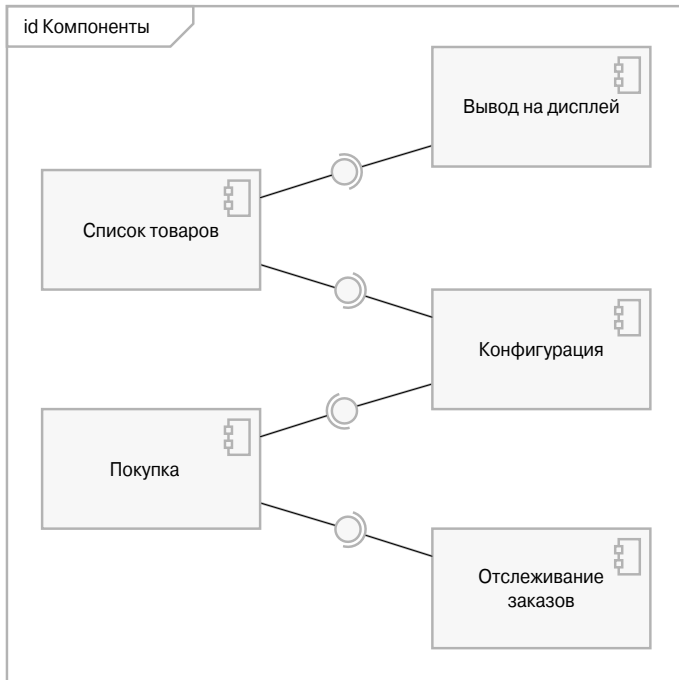 id Компоненты
Вывод на дисплей
Список товаров
Конфигурация
Покупка
Отслеживание
заказов